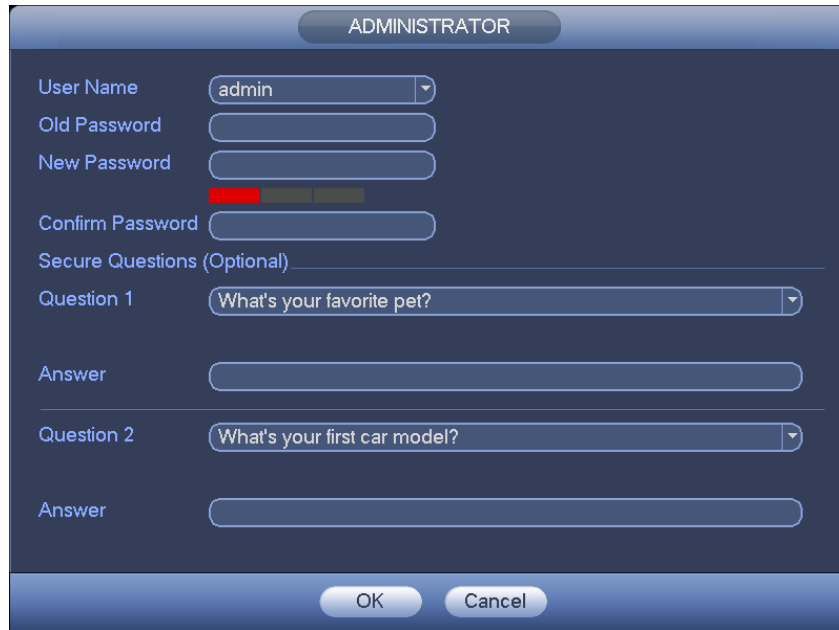 ADMINISTRATOR
User Name admin
Old Password
New Password
Confirm Password
Secure Questions (Optional)
Question 1 What's your favorite pet?
Answer
Question 2 What's your first car model?
Answer
OK Cancel